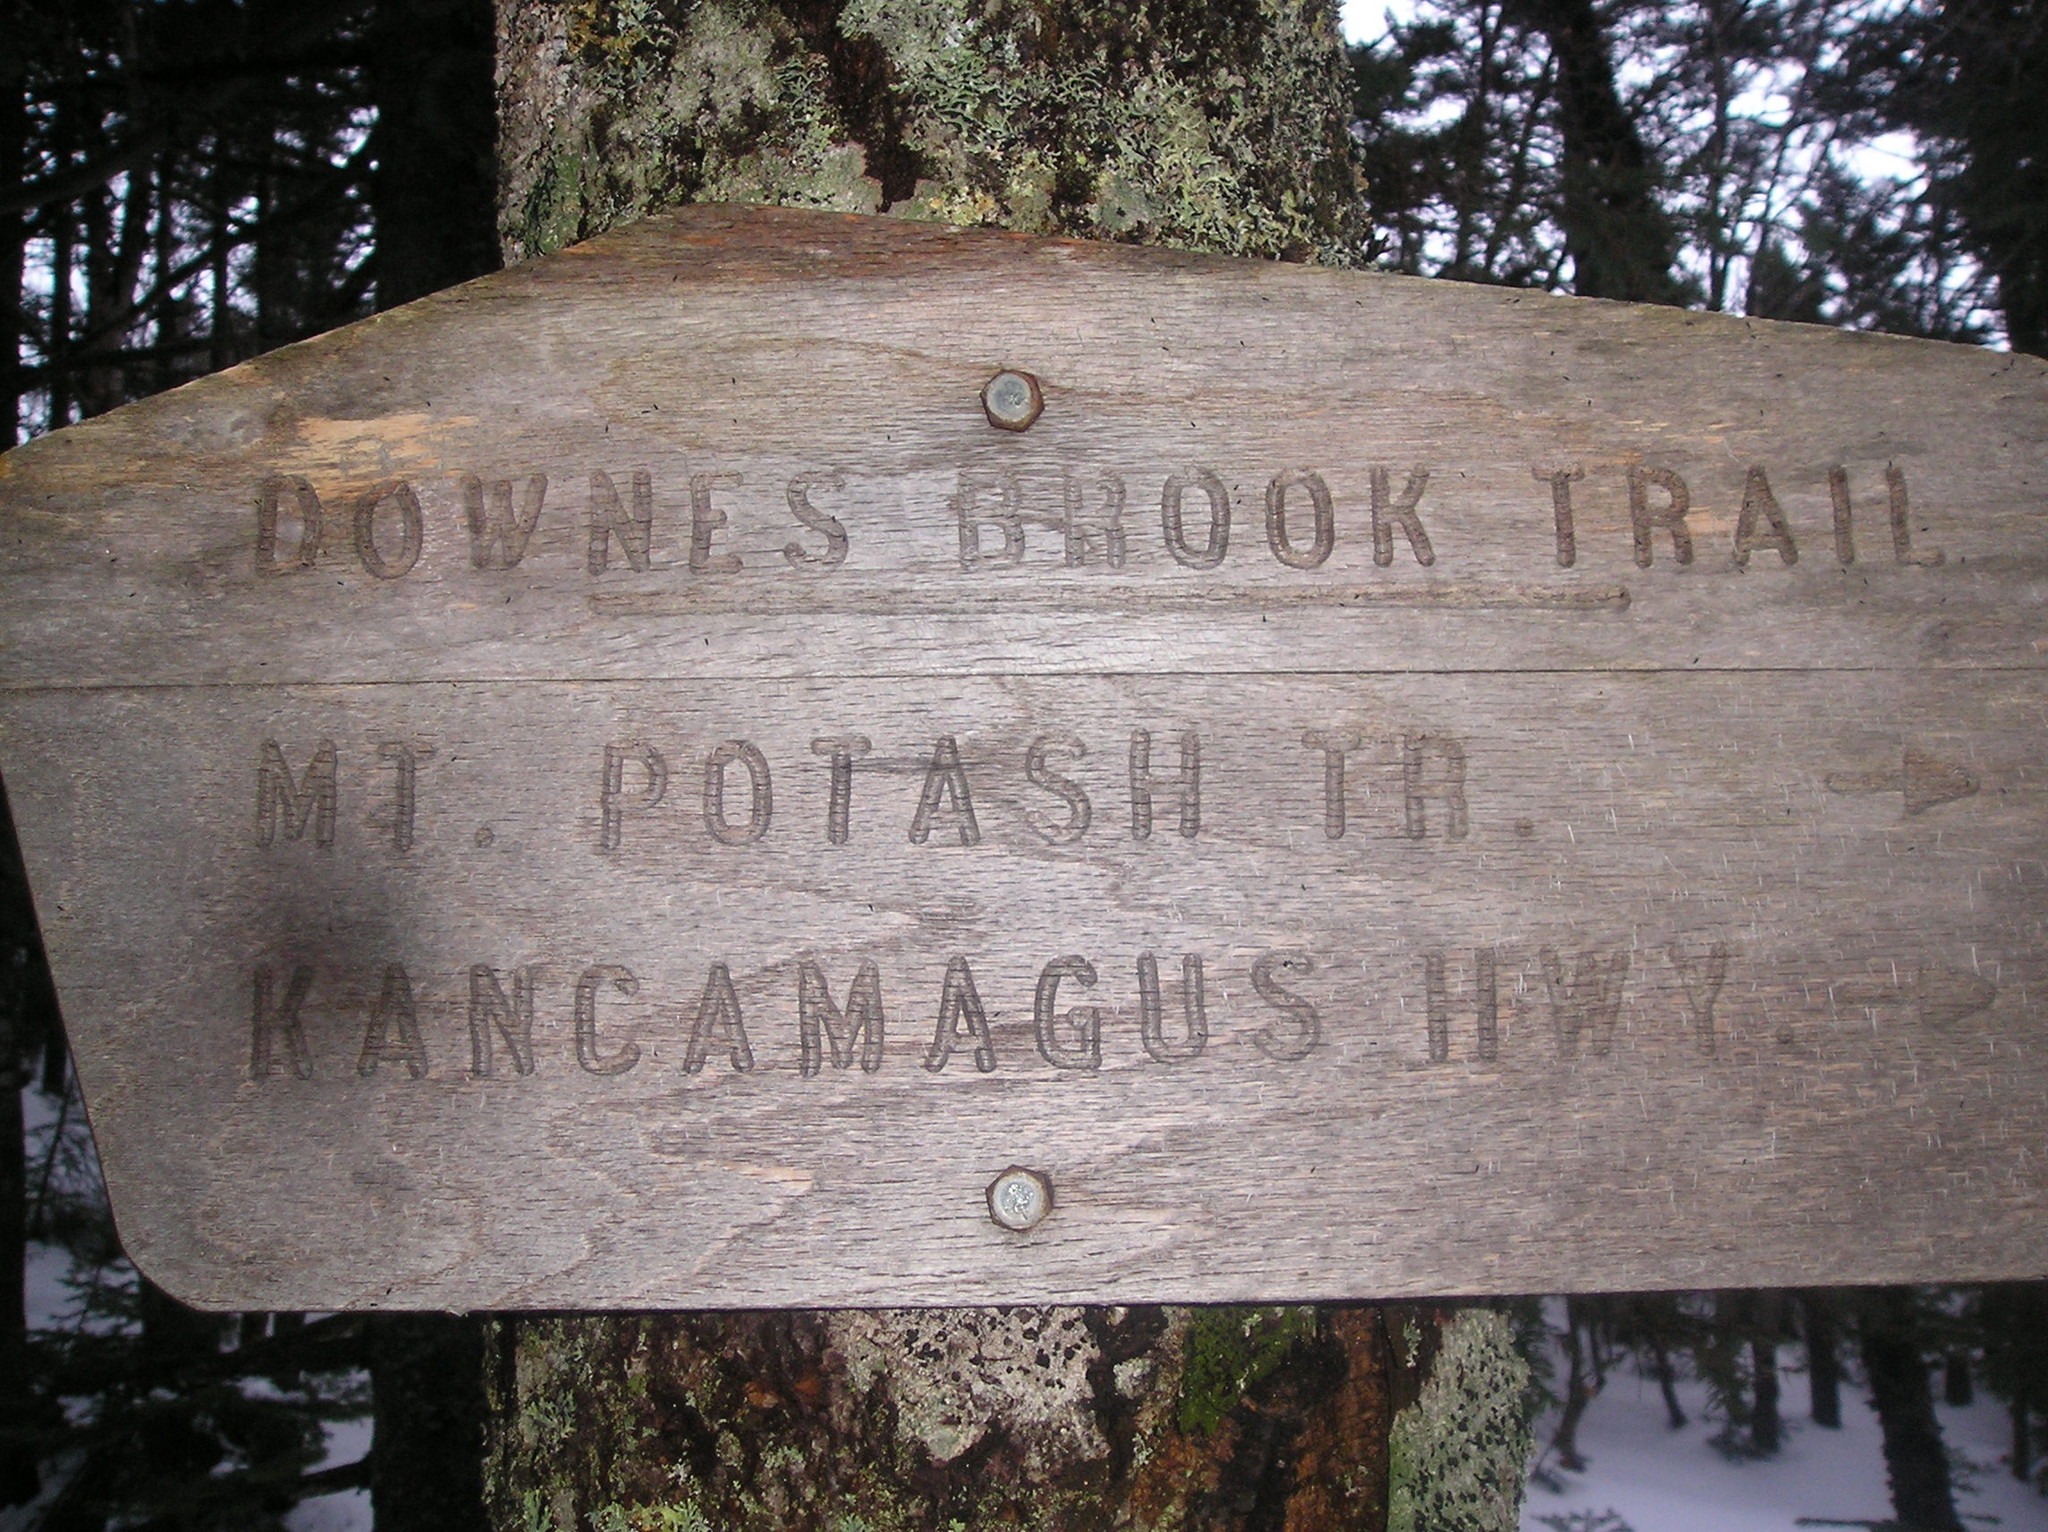 DOWNES BROOK TRAIL
MT. POTASH TR. →
KANCAMAGUS HWY. →